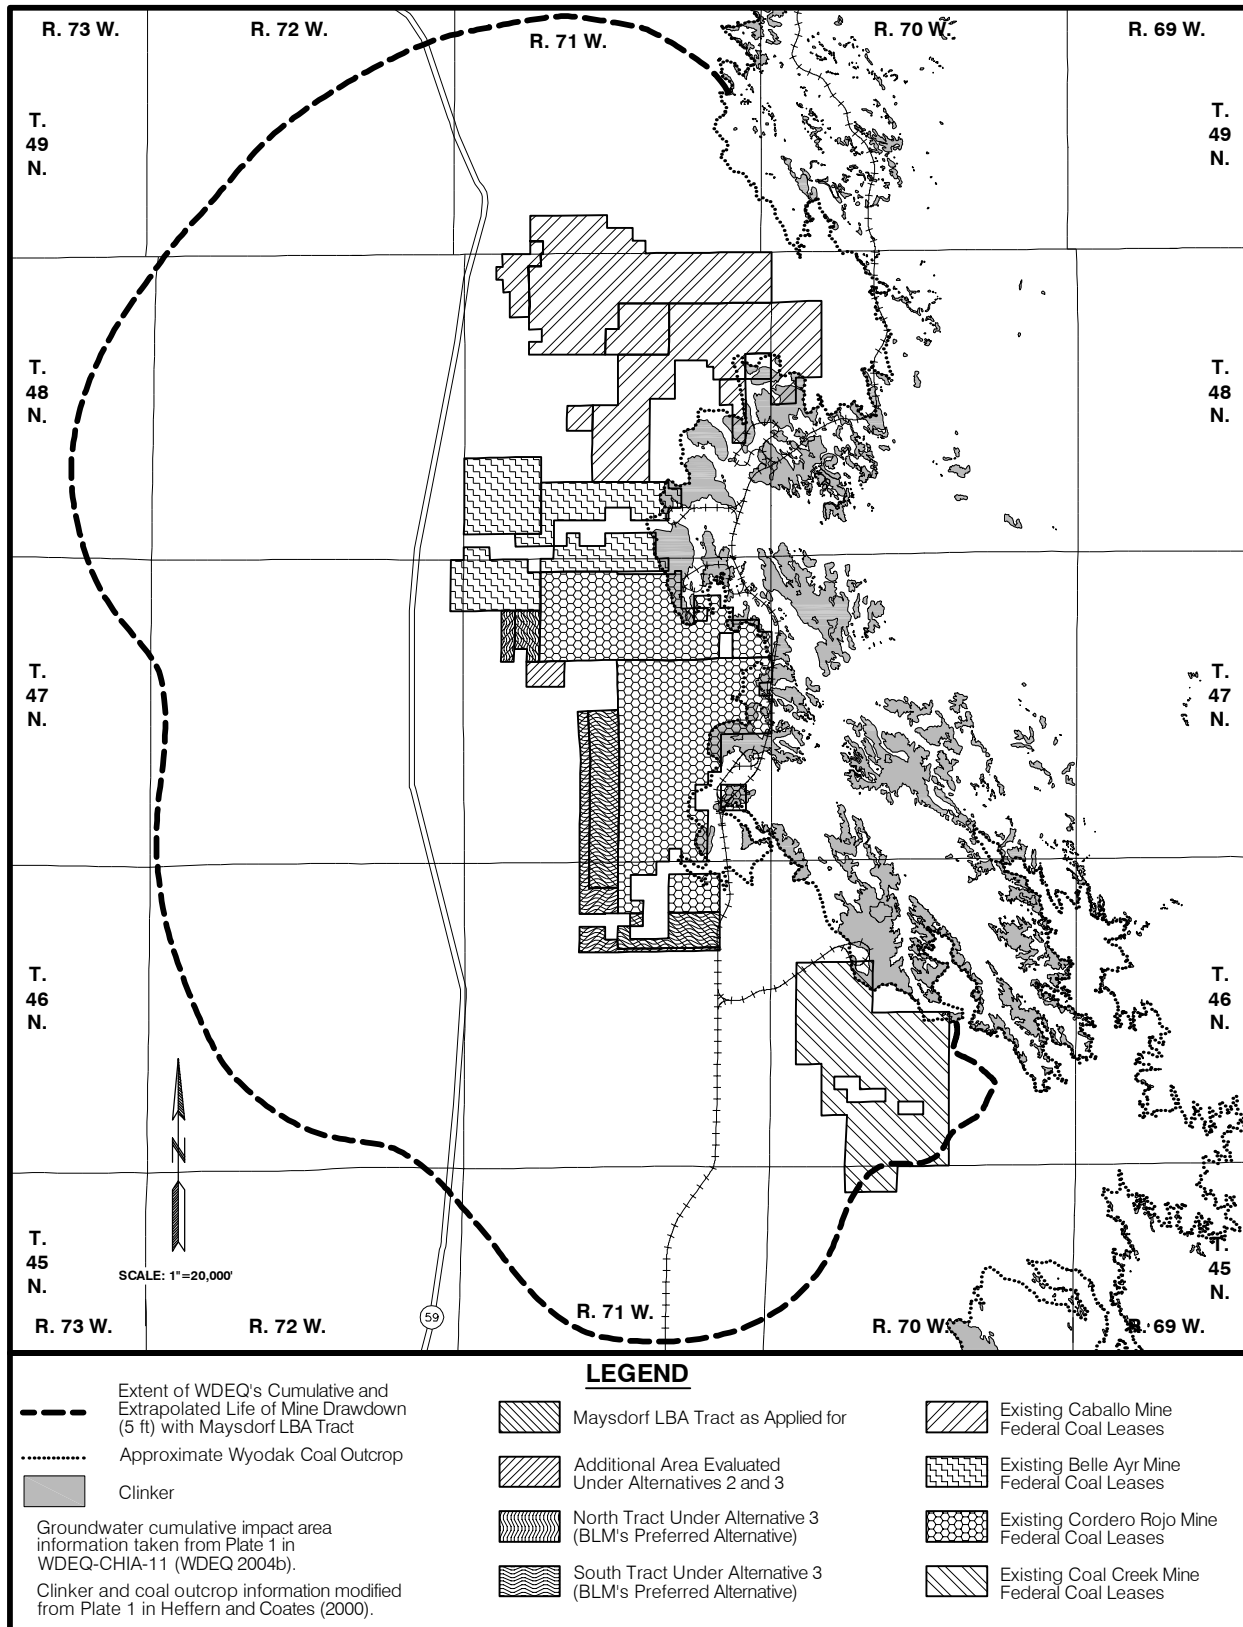 R. 73 W.
R. 72 W.
R. 71 W.
R. 70 W.
R. 69 W.
T.
49
N.
T.
49
N.
T.
48
N.
T.
48
N.
T.
47
N.
T.
47
N.
T.
46
N.
T.
46
N.
N
T.
45
N.
T.
45
N.
SCALE: 1"=20,000'
59
R. 73 W.
R. 72 W.
R. 71 W.
R. 70 W.
R. 69 W.
LEGEND
Extent of WDEQ's Cumulative and
Extrapolated Life of Mine Drawdown
(5 ft) with Maysdorf LBA Tract
Approximate Wyodak Coal Outcrop
Clinker
Groundwater cumulative impact area
information taken from Plate 1 in
WDEQ-CHIA-11 (WDEQ 2004b).
Clinker and coal outcrop information modified
from Plate 1 in Heffern and Coates (2000).
Maysdorf LBA Tract as Applied for
Additional Area Evaluated
Under Alternatives 2 and 3
North Tract Under Alternative 3
(BLM's Preferred Alternative)
South Tract Under Alternative 3
(BLM's Preferred Alternative)
Existing Caballo Mine
Federal Coal Leases
Existing Belle Ayr Mine
Federal Coal Leases
Existing Cordero Rojo Mine
Federal Coal Leases
Existing Coal Creek Mine
Federal Coal Leases